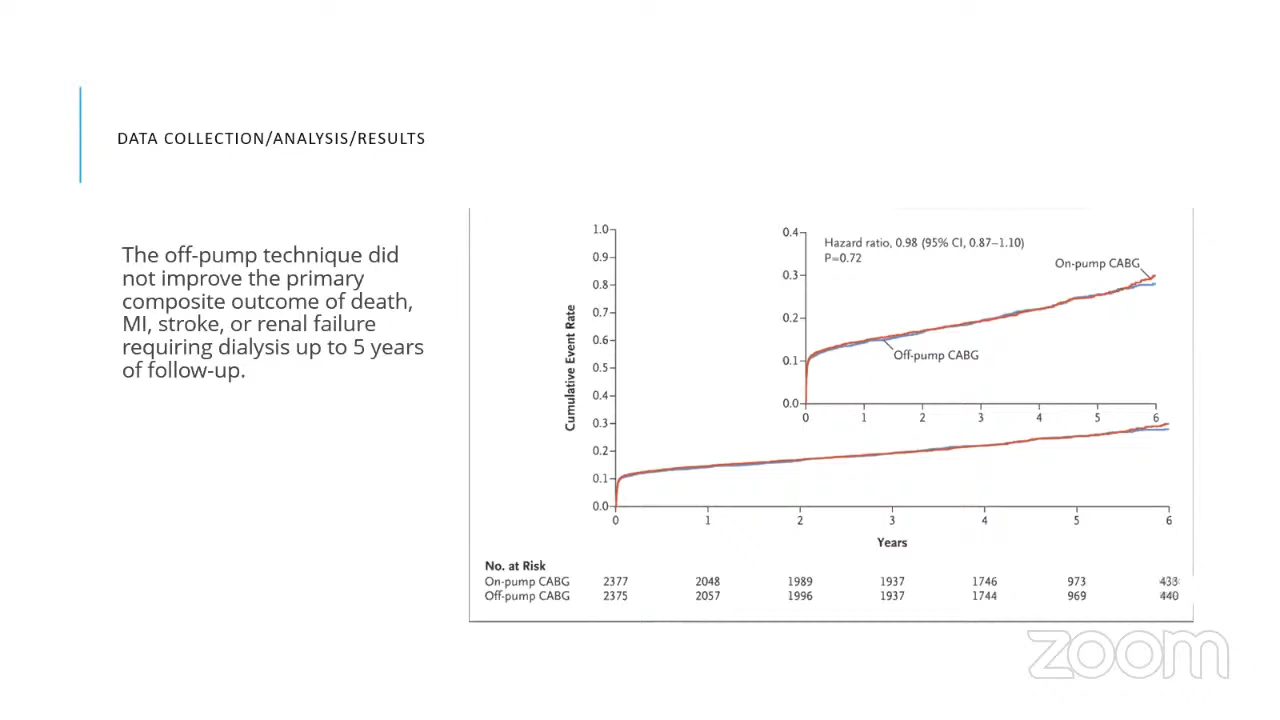 DATA COLLECTION/ANALYSIS/RESULTS
The off-pump technique did
not improve the primary
composite outcome of death,
MI, stroke, or renal failure
requiring dialysis up to 5 years
of follow-up.
Cumulative Event Rate
1.0
0.9
0.8
0.7
0.6
0.5
0.4
0.3
0.2
0.1
0.0
0 1 2 3 4 5 6
Years
0.4
0.3
0.2
0.1
0.0
0 1 2 3 4 5 6
Hazard ratio, 0.98 (95% CI, 0.87–1.10)
P=0.72
On-pump CABG
Off-pump CABG
No. at Risk
On-pump CABG 2377 2048 1989 1937 1746 973 438
Off-pump CABG 2375 2057 1996 1937 1744 969 440
zoom